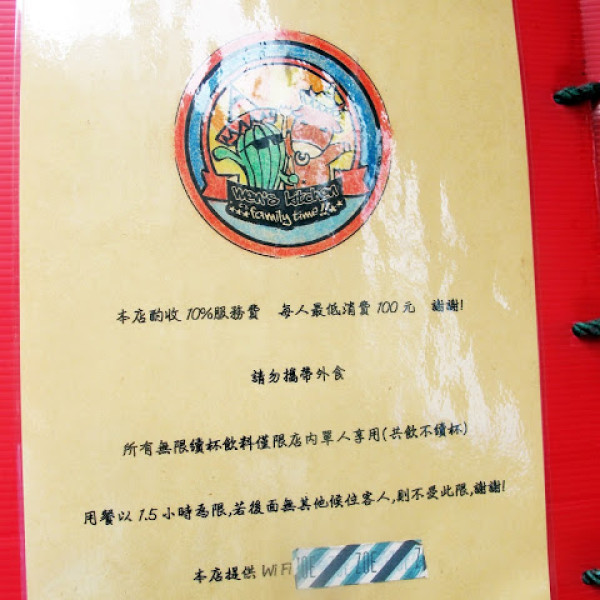 wen's kitchen
family time!!
本店酌收 10%服務費 每人最低消費 100 元 謝謝!
請勿攜帶外食
所有無限續杯飲料僅限店內單人享用(共飲不續杯)
用餐以 1.5 小時為限,若後面無其他候位客人,則不受此限,謝謝!
本店提供 WiFi ZOE ZOE